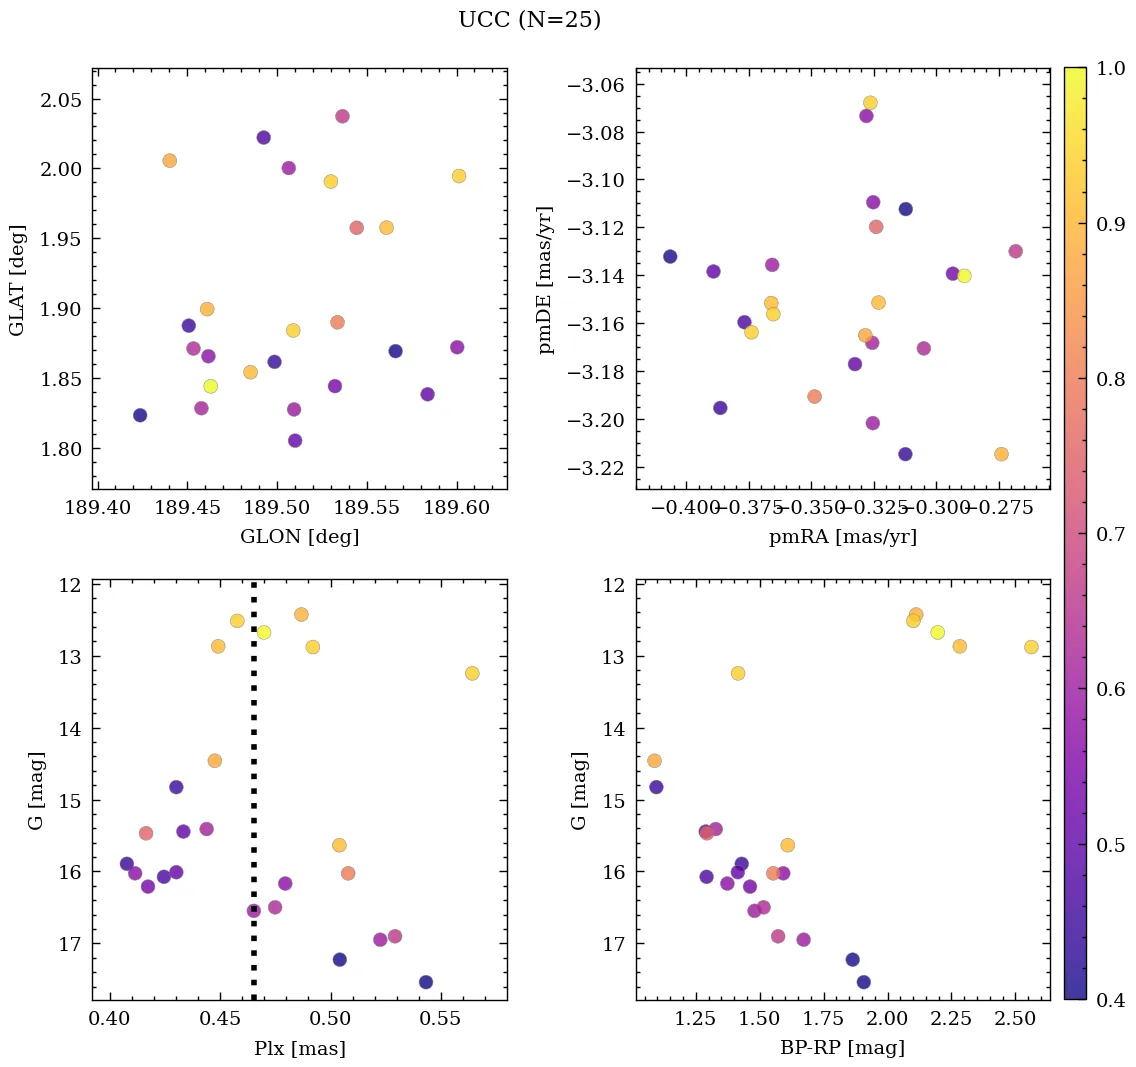 UCC (N=25)
2.05
2.00
1.95
1.90
1.85
1.80
GLAT [deg]
189.40 189.45 189.50 189.55 189.60
GLON [deg]
−3.06
−3.08
−3.10
−3.12
−3.14
−3.16
−3.18
−3.20
−3.22
pmDE [mas/yr]
−0.400 −0.375 −0.350 −0.325 −0.300 −0.275
pmRA [mas/yr]
12
13
14
15
16
17
G [mag]
0.40 0.45 0.50 0.55
Plx [mas]
12
13
14
15
16
17
G [mag]
1.25 1.50 1.75 2.00 2.25 2.50
BP-RP [mag]
1.0
0.9
0.8
0.7
0.6
0.5
0.4